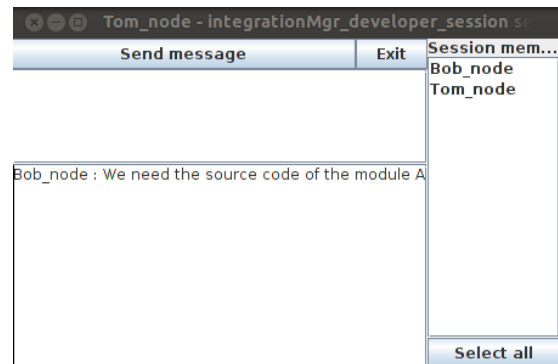 Tom_node - integrationMgr_developer_session se
Send message
Exit
Session mem...
Bob_node
Tom_node
Bob_node : We need the source code of the module A
Select all